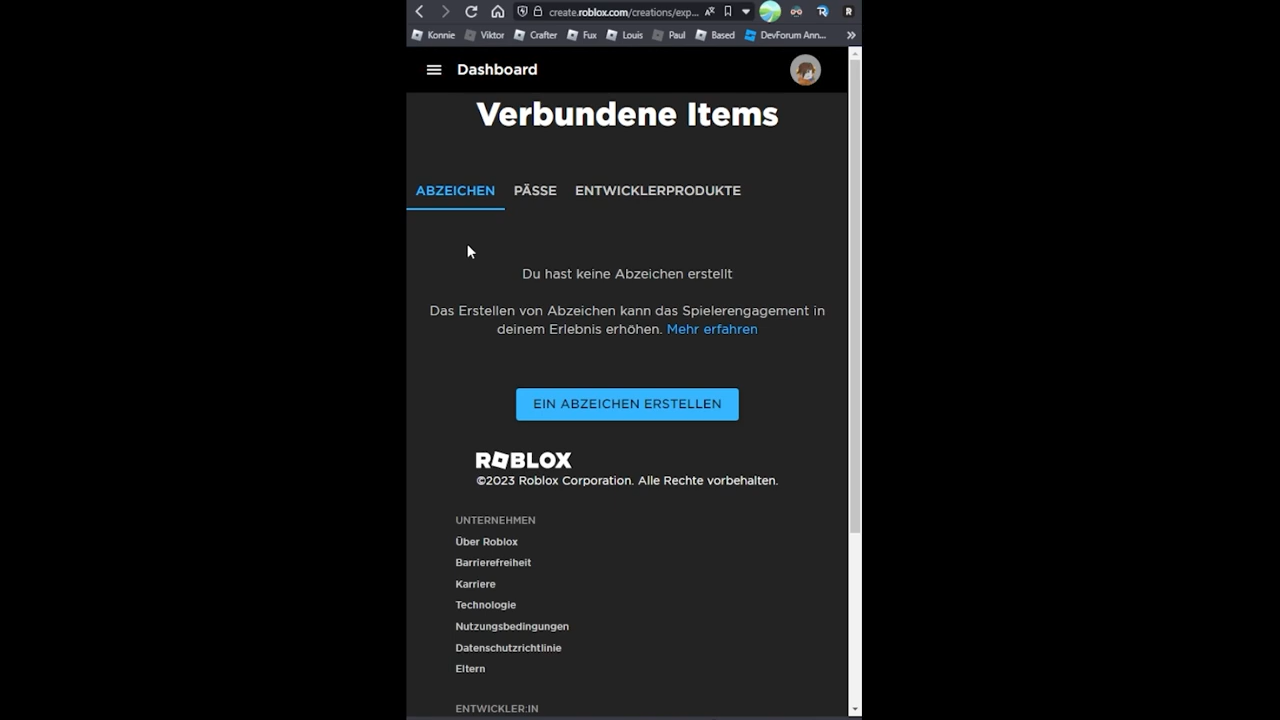 create.roblox.com/creations/exp...
Konnie Viktor Crafter Fux Louis Paul Based DevForum Ann...
Dashboard
Verbundene Items
ABZEICHEN PÄSSE ENTWICKLERPRODUKTE
Du hast keine Abzeichen erstellt
Das Erstellen von Abzeichen kann das Spielerengagement in
deinem Erlebnis erhöhen. Mehr erfahren
EIN ABZEICHEN ERSTELLEN
ROBLOX
©2023 Roblox Corporation. Alle Rechte vorbehalten.
UNTERNEHMEN
Über Roblox
Barrierefreiheit
Karriere
Technologie
Nutzungsbedingungen
Datenschutzrichtlinie
Eltern
ENTWICKLER:IN